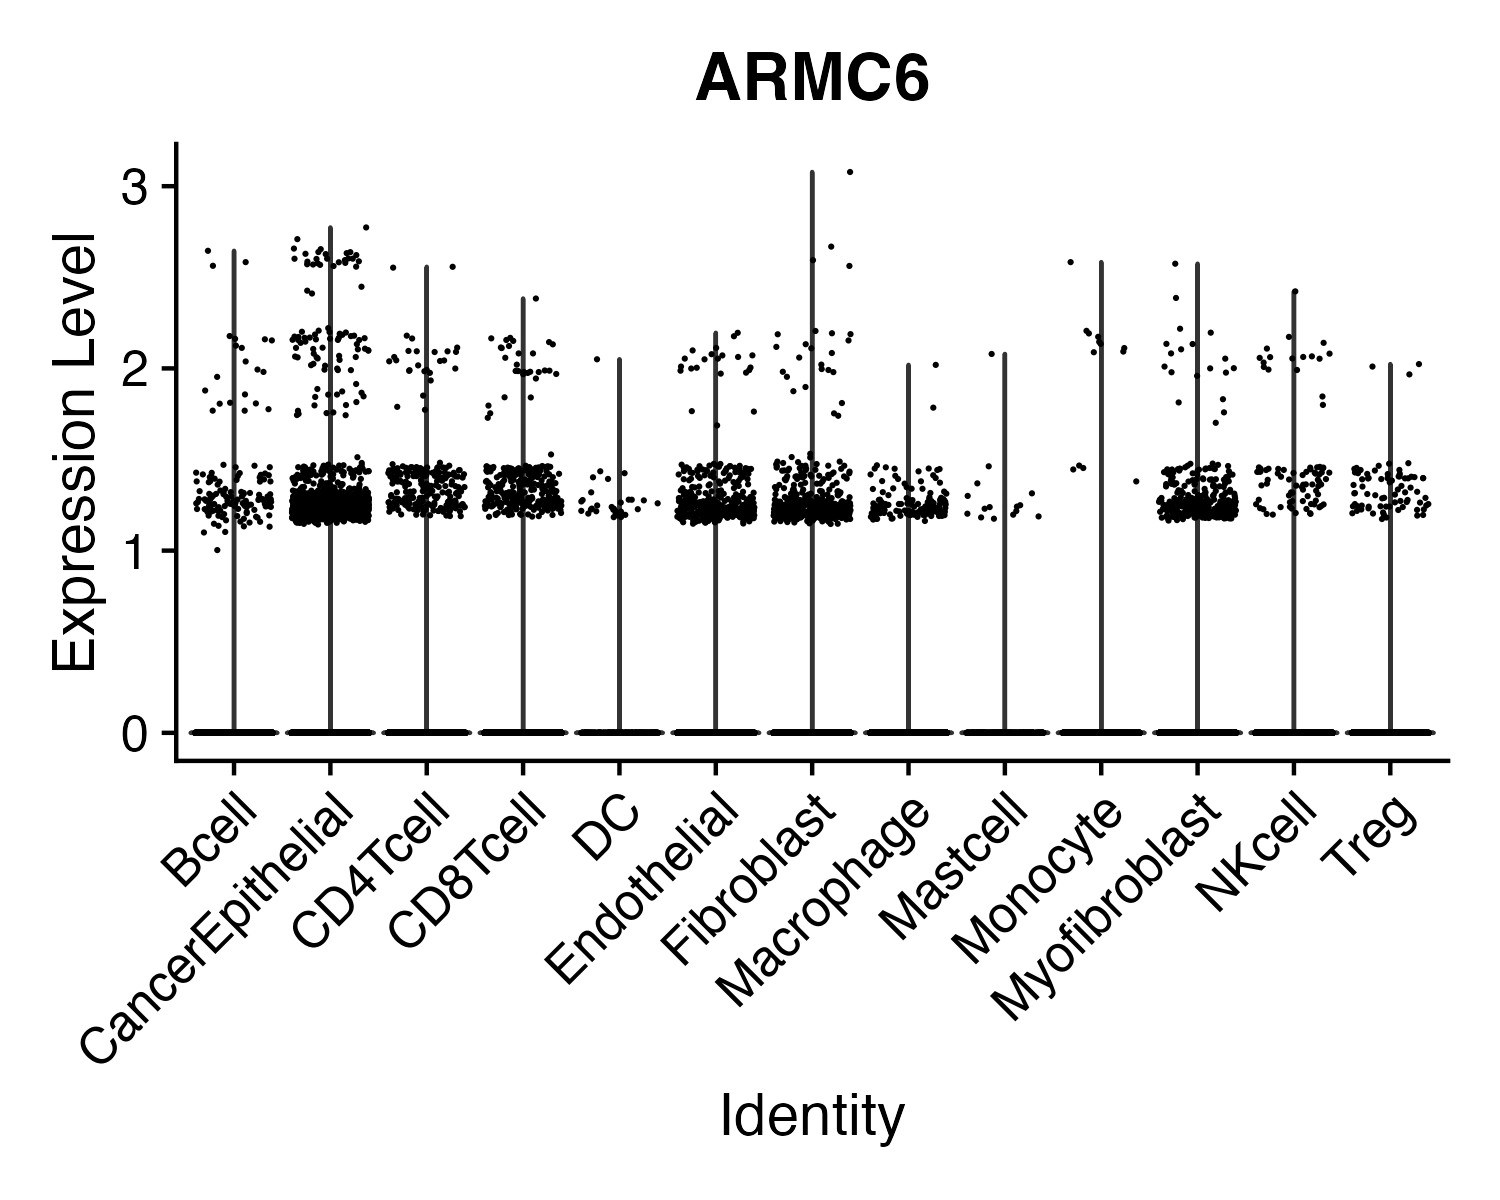 ARMC6
Expression Level
3
2
1
0
Bcell
CancerEpithelial
CD4Tcell
CD8Tcell
DC
Endothelial
Fibroblast
Macrophage
Mastcell
Monocyte
Myofibroblast
NKcell
Treg
Identity